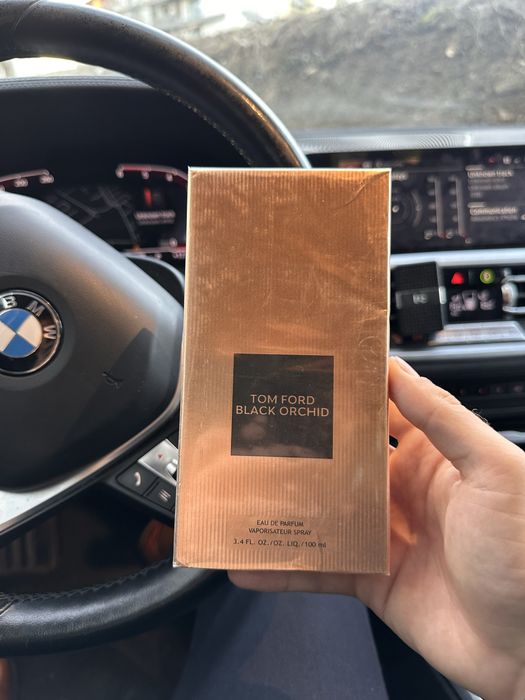 BMW
TOM FORD
BLACK ORCHID
EAU DE PARFUM
VAPORISATEUR SPRAY
3.4 FL. OZ./OZ. LIQ./100 ml